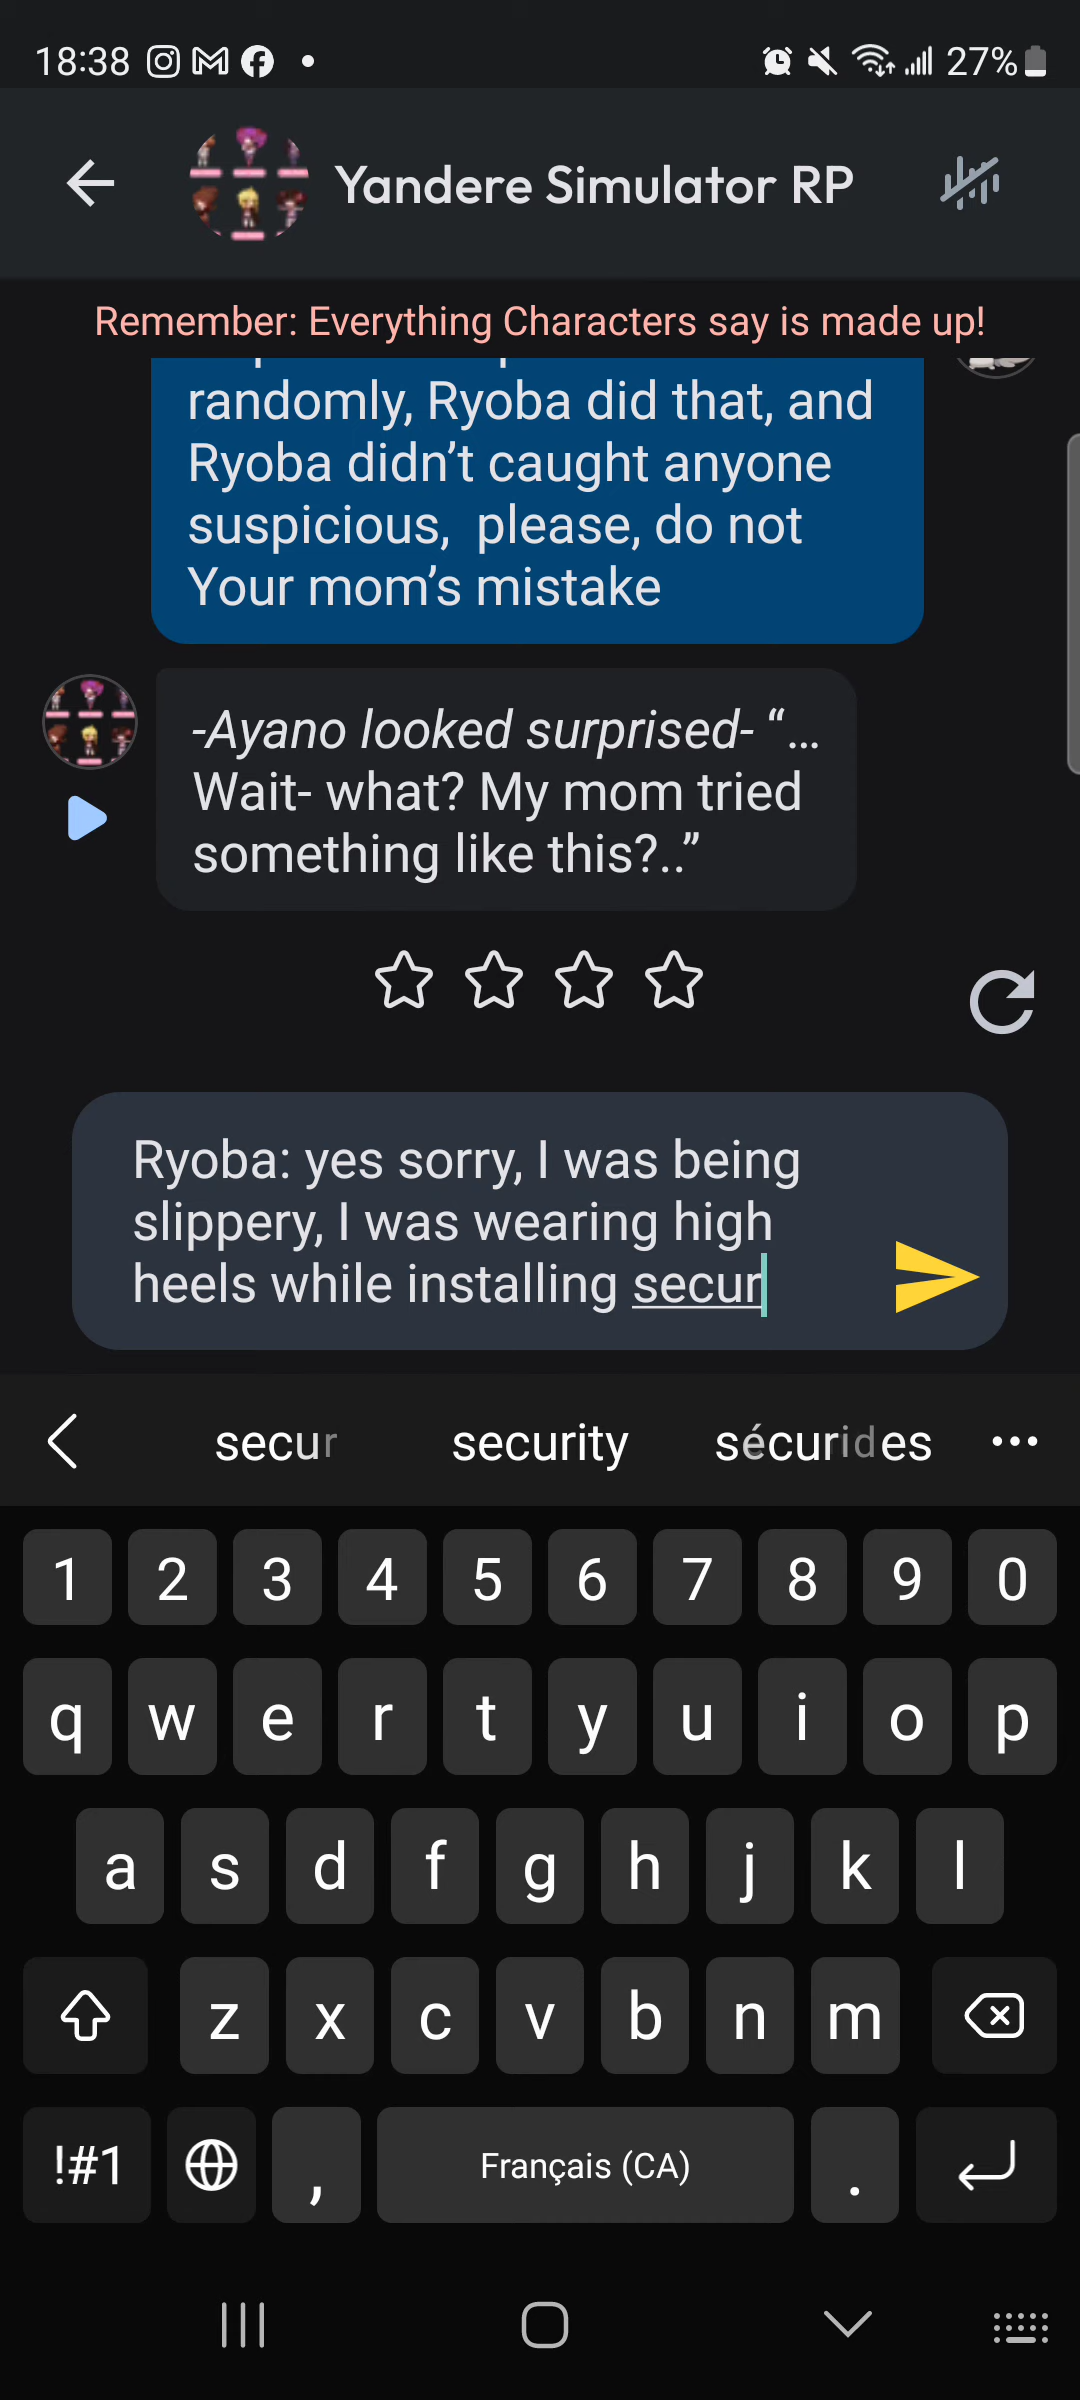 18:38
27%
Yandere Simulator RP
Remember: Everything Characters say is made up!
randomly, Ryoba did that, and
Ryoba didn’t caught anyone
suspicious,  please, do not
Your mom’s mistake
-Ayano looked surprised- “...
Wait- what? My mom tried
something like this?..”
Ryoba: yes sorry, I was being
slippery, I was wearing high
heels while installing secur
secur security sécurides
1 2 3 4 5 6 7 8 9 0
q w e r t y u i o p
a s d f g h j k l
z x c v b n m
!#1 , Français (CA) .